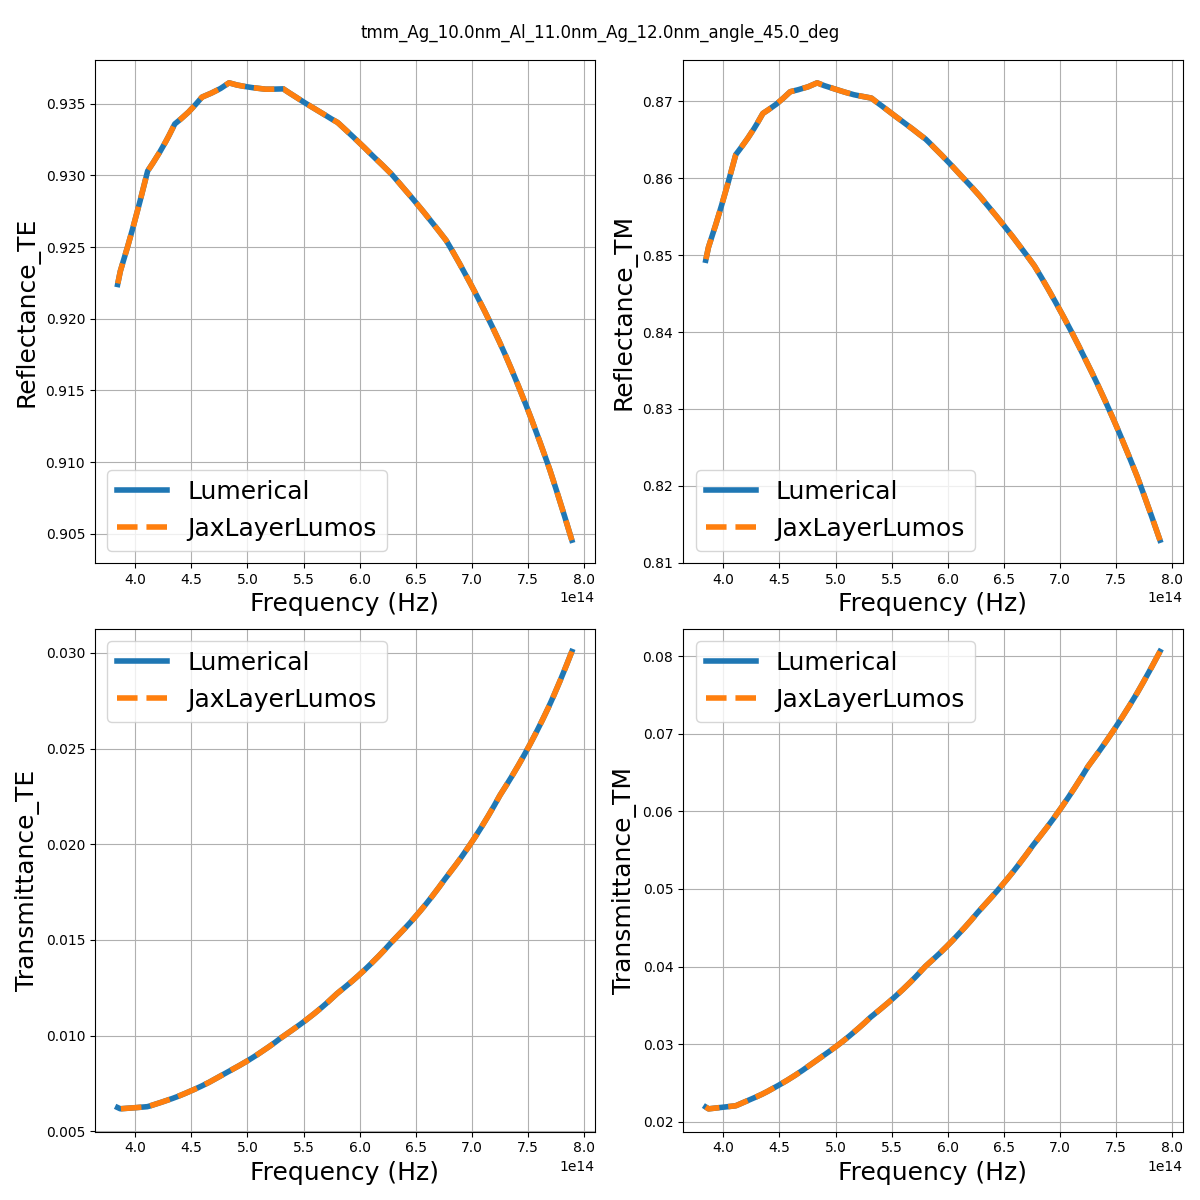 tmm_Ag_10.0nm_Al_11.0nm_Ag_12.0nm_angle_45.0_deg
Reflectance_TE
0.935
0.930
0.925
0.920
0.915
0.910
0.905
Lumerical
JaxLayerLumos
4.0 4.5 5.0 5.5 6.0 6.5 7.0 7.5 8.0
1e14
Frequency (Hz)
Reflectance_TM
0.87
0.86
0.85
0.84
0.83
0.82
0.81
Lumerical
JaxLayerLumos
4.0 4.5 5.0 5.5 6.0 6.5 7.0 7.5 8.0
1e14
Frequency (Hz)
Transmittance_TE
0.030
0.025
0.020
0.015
0.010
0.005
Lumerical
JaxLayerLumos
4.0 4.5 5.0 5.5 6.0 6.5 7.0 7.5 8.0
1e14
Frequency (Hz)
Transmittance_TM
0.08
0.07
0.06
0.05
0.04
0.03
0.02
Lumerical
JaxLayerLumos
4.0 4.5 5.0 5.5 6.0 6.5 7.0 7.5 8.0
1e14
Frequency (Hz)